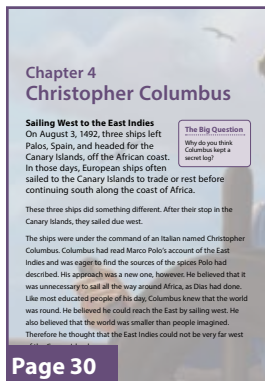 Chapter 4
Christopher Columbus
Sailing West to the East Indies
On August 3, 1492, three ships left
Palos, Spain, and headed for the
Canary Islands, off the African coast.
In those days, European ships often
sailed to the Canary Islands to trade or rest before
continuing south along the coast of Africa.
The Big Question
Why do you think
Columbus kept a
secret log?
These three ships did something different. After their stop in the
Canary Islands, they sailed due west.
The ships were under the command of an Italian named Christopher
Columbus. Columbus had read Marco Polo's account of the East
Indies and was eager to find the sources of the spices Polo had
described. His approach was a new one, however. He believed that it
was unnecessary to sail all the way around Africa, as Dias had done.
Like most educated people of his day, Columbus knew that the world
was round. He believed he could reach the East by sailing west. He
also believed that the world was smaller than people imagined.
Therefore he thought that the East Indies could not be very far west
Page 30